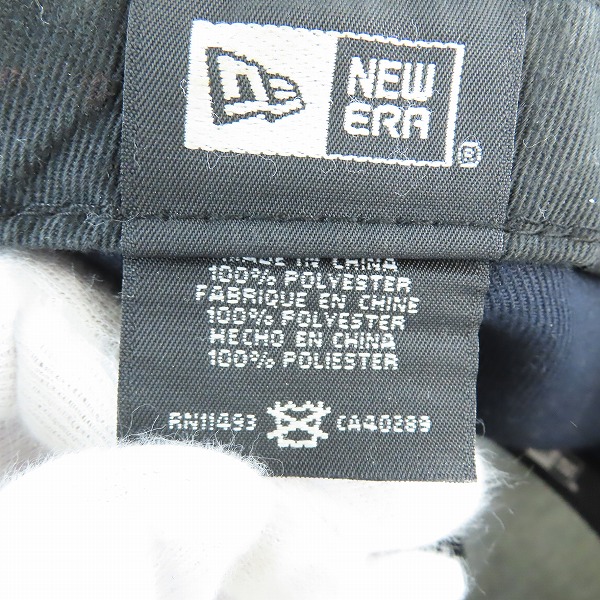 NEW
ERA
®
MADE IN CHINA
100% POLYESTER
FABRIQUE EN CHINE
100% POLYESTER
HECHO EN CHINA
100% POLIESTER
RN11493 CA40289